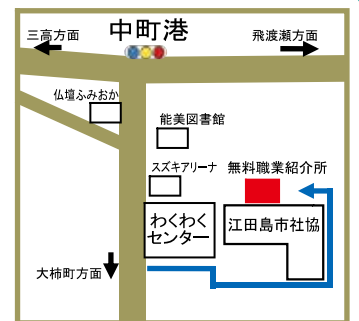 三高方面
中町港
飛渡瀬方面
仏壇ふみおか
能美図書館
スズキアリーナ
無料職業紹介所
わくわく
センター
江田島市社協
大柿町方面